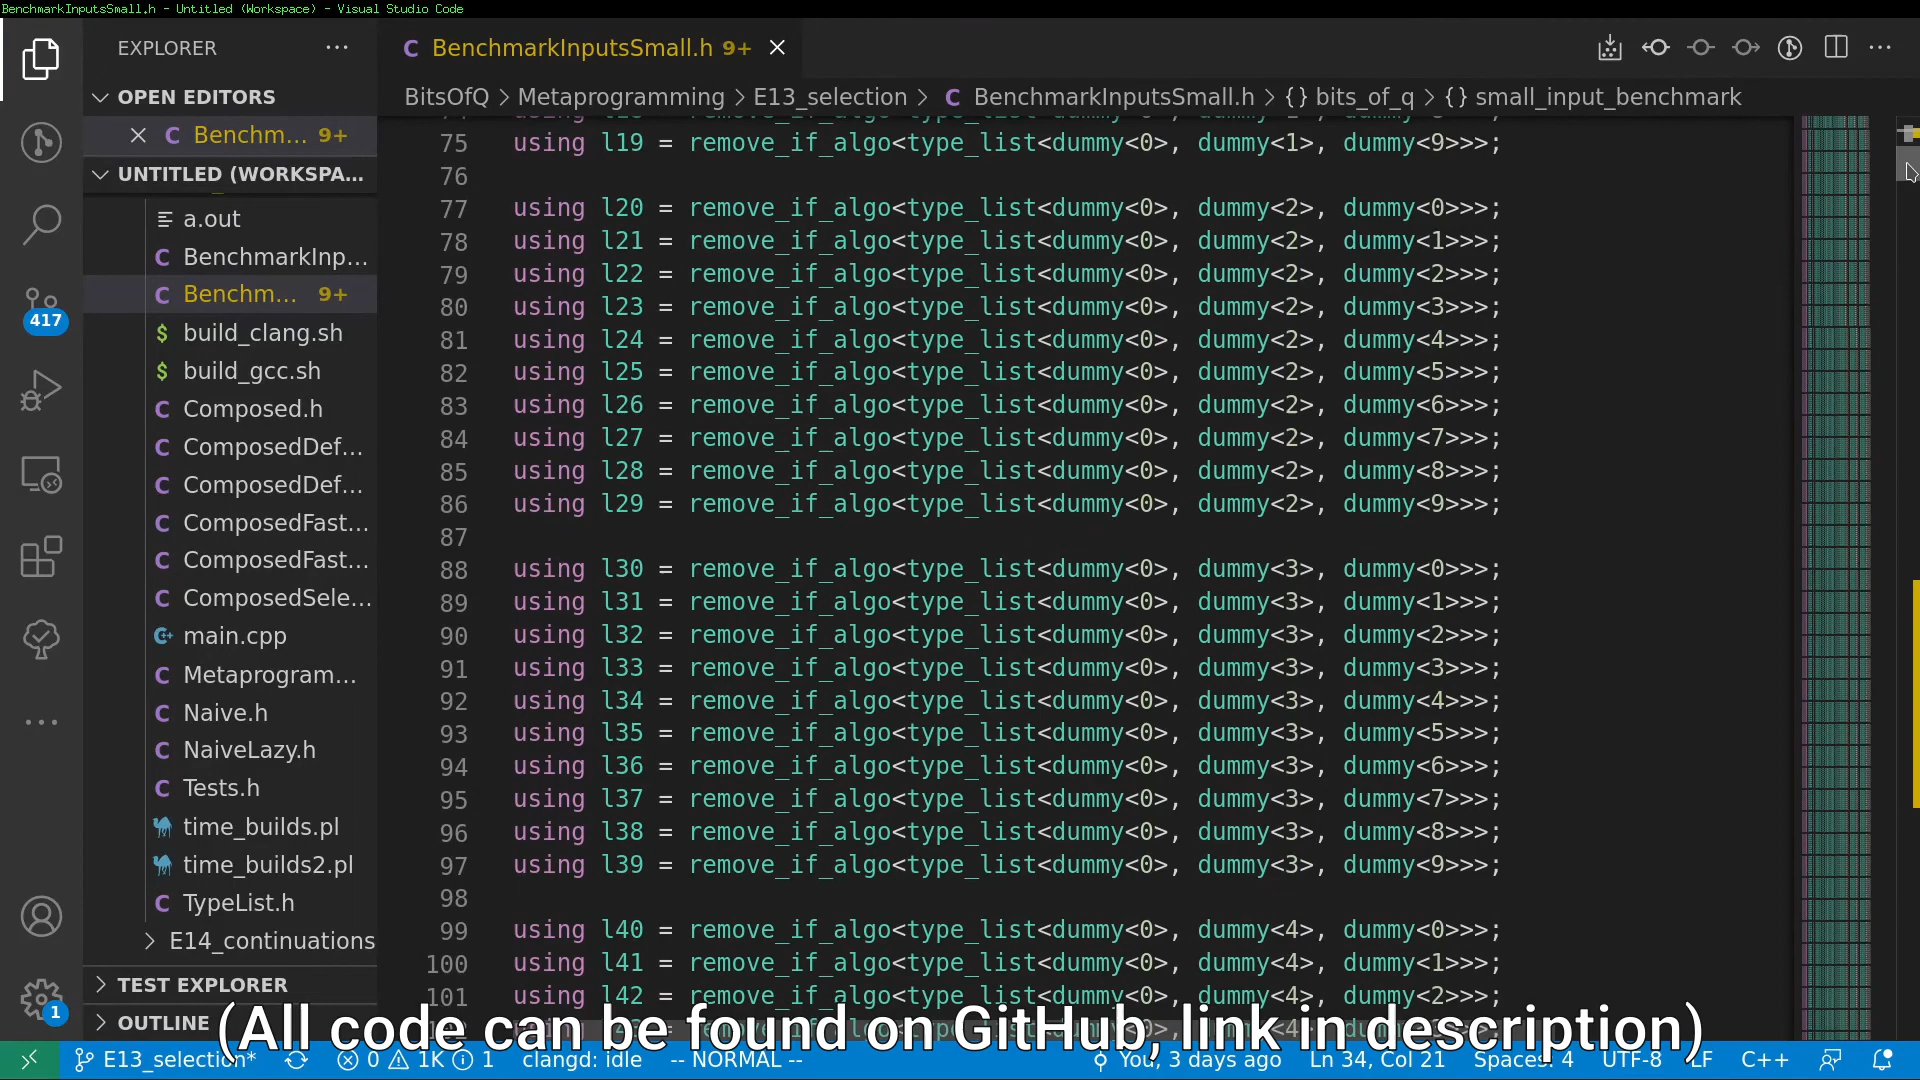 BenchmarkInputsSmall.h - Untitled (Workspace) - Visual Studio Code
EXPLORER
OPEN EDITORS
Benchm... 9+
UNTITLED (WORKSPA...
a.out
BenchmarkInp...
Benchm... 9+
build_clang.sh
build_gcc.sh
Composed.h
ComposedDef...
ComposedDef...
ComposedFast...
ComposedFast...
ComposedSele...
main.cpp
Metaprogram...
Naive.h
NaiveLazy.h
Tests.h
time_builds.pl
time_builds2.pl
TypeList.h
E14_continuations
TEST EXPLORER
OUTLINE
417
1
BenchmarkInputsSmall.h 9+
BitsOfQ > Metaprogramming > E13_selection > C BenchmarkInputsSmall.h > {} bits_of_q > {} small_input_benchmark
75 using l19 = remove_if_algo<type_list<dummy<0>, dummy<1>, dummy<9>>>;
76
77 using l20 = remove_if_algo<type_list<dummy<0>, dummy<2>, dummy<0>>>;
78 using l21 = remove_if_algo<type_list<dummy<0>, dummy<2>, dummy<1>>>;
79 using l22 = remove_if_algo<type_list<dummy<0>, dummy<2>, dummy<2>>>;
80 using l23 = remove_if_algo<type_list<dummy<0>, dummy<2>, dummy<3>>>;
81 using l24 = remove_if_algo<type_list<dummy<0>, dummy<2>, dummy<4>>>;
82 using l25 = remove_if_algo<type_list<dummy<0>, dummy<2>, dummy<5>>>;
83 using l26 = remove_if_algo<type_list<dummy<0>, dummy<2>, dummy<6>>>;
84 using l27 = remove_if_algo<type_list<dummy<0>, dummy<2>, dummy<7>>>;
85 using l28 = remove_if_algo<type_list<dummy<0>, dummy<2>, dummy<8>>>;
86 using l29 = remove_if_algo<type_list<dummy<0>, dummy<2>, dummy<9>>>;
87
88 using l30 = remove_if_algo<type_list<dummy<0>, dummy<3>, dummy<0>>>;
89 using l31 = remove_if_algo<type_list<dummy<0>, dummy<3>, dummy<1>>>;
90 using l32 = remove_if_algo<type_list<dummy<0>, dummy<3>, dummy<2>>>;
91 using l33 = remove_if_algo<type_list<dummy<0>, dummy<3>, dummy<3>>>;
92 using l34 = remove_if_algo<type_list<dummy<0>, dummy<3>, dummy<4>>>;
93 using l35 = remove_if_algo<type_list<dummy<0>, dummy<3>, dummy<5>>>;
94 using l36 = remove_if_algo<type_list<dummy<0>, dummy<3>, dummy<6>>>;
95 using l37 = remove_if_algo<type_list<dummy<0>, dummy<3>, dummy<7>>>;
96 using l38 = remove_if_algo<type_list<dummy<0>, dummy<3>, dummy<8>>>;
97 using l39 = remove_if_algo<type_list<dummy<0>, dummy<3>, dummy<9>>>;
98
99 using l40 = remove_if_algo<type_list<dummy<0>, dummy<4>, dummy<0>>>;
100 using l41 = remove_if_algo<type_list<dummy<0>, dummy<4>, dummy<1>>>;
101 using l42 = remove_if_algo<type_list<dummy<0>, dummy<4>, dummy<2>>>;
(All code can be found on GitHub, link in description)
E13_selection* 0 1K 1 clangd: idle -- NORMAL -- You, 3 days ago Ln 34, Col 21 Spaces: 4 UTF-8 LF C++